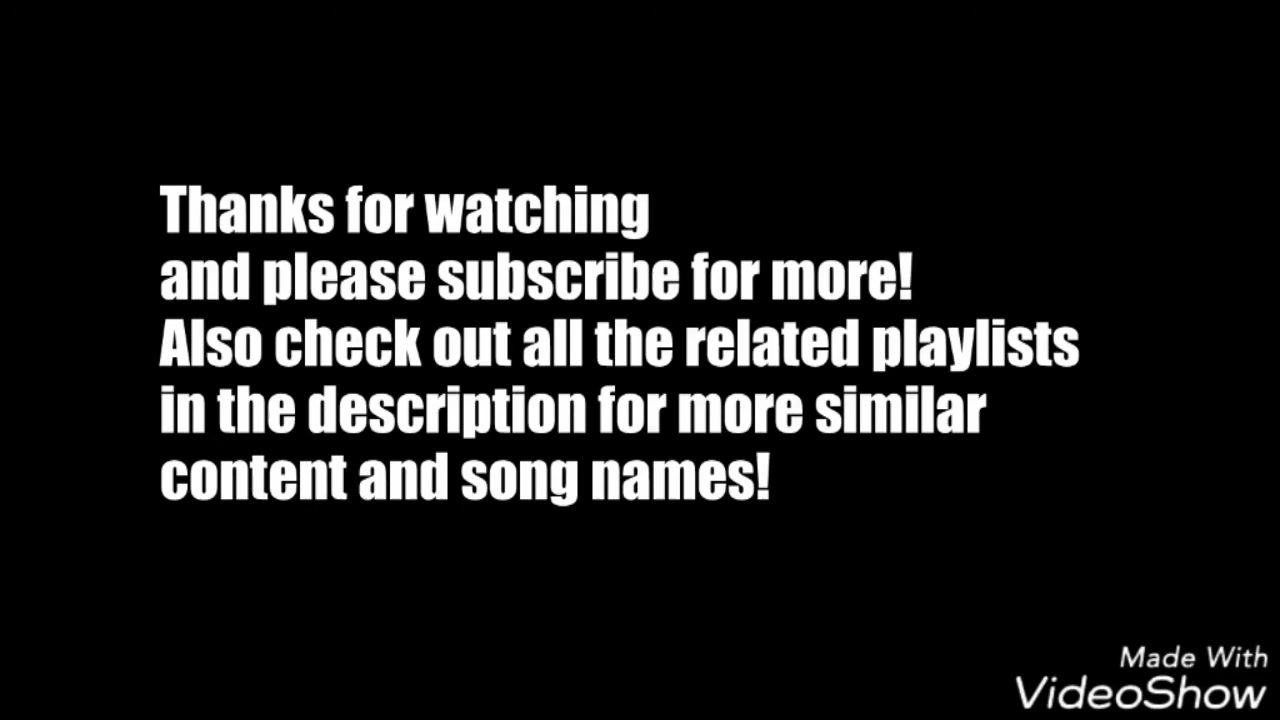 Thanks for watching
and please subscribe for more!
Also check out all the related playlists
in the description for more similar
content and song names!
Made With
VideoShow